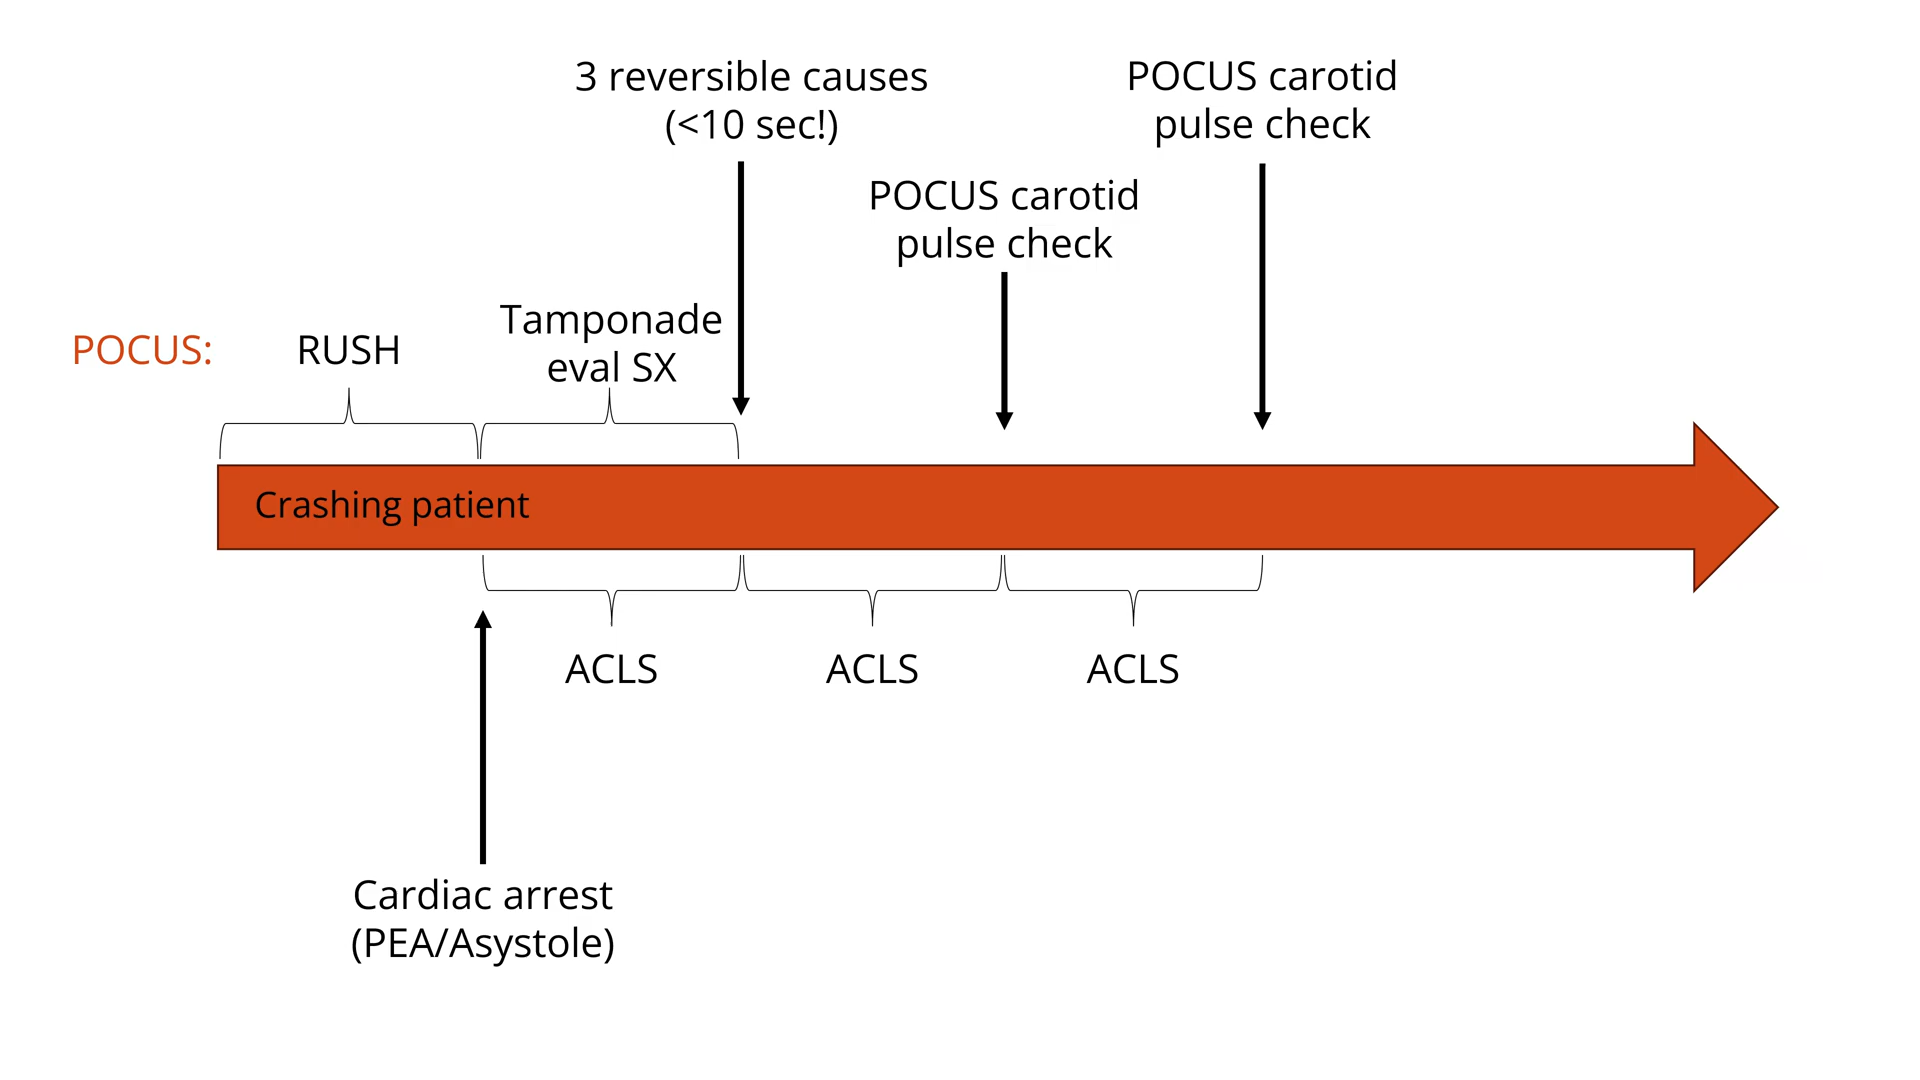 3 reversible causes
(<10 sec!)
POCUS carotid
pulse check
POCUS carotid
pulse check
Tamponade
eval SX
POCUS:
RUSH
Crashing patient
ACLS
ACLS
ACLS
Cardiac arrest
(PEA/Asystole)